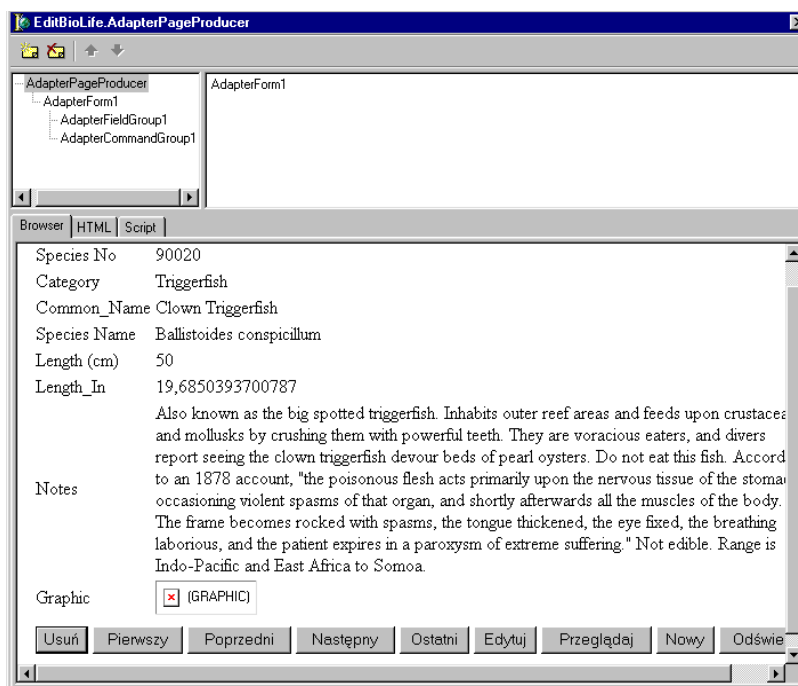 EditBioLife.AdapterPageProducer
AdapterPageProducer
AdapterForm1
AdapterFieldGroup1
AdapterCommandGroup1
AdapterForm1
Browser HTML Script
Species No 90020
Category Triggerfish
Common_Name Clown Triggerfish
Species Name Ballistoides conspicillum
Length (cm) 50
Length_In 19,6850393700787
Also known as the big spotted triggerfish. Inhabits outer reef areas and feeds upon crustacea
and mollusks by crushing them with powerful teeth. They are voracious eaters, and divers
report seeing the clown triggerfish devour beds of pearl oysters. Do not eat this fish. Accord
to an 1878 account, "the poisonous flesh acts primarily upon the nervous tissue of the stoma
Notes
occasioning violent spasms of that organ, and shortly afterwards all the muscles of the body.
The frame becomes rocked with spasms, the tongue thickened, the eye fixed, the breathing
laborious, and the patient expires in a paroxysm of extreme suffering." Not edible. Range is
Indo-Pacific and East Africa to Somoa.
Graphic (GRAPHIC)
Usuń Pierwszy Poprzedni Następny Ostatni Edytuj Przeglądaj Nowy Odświe